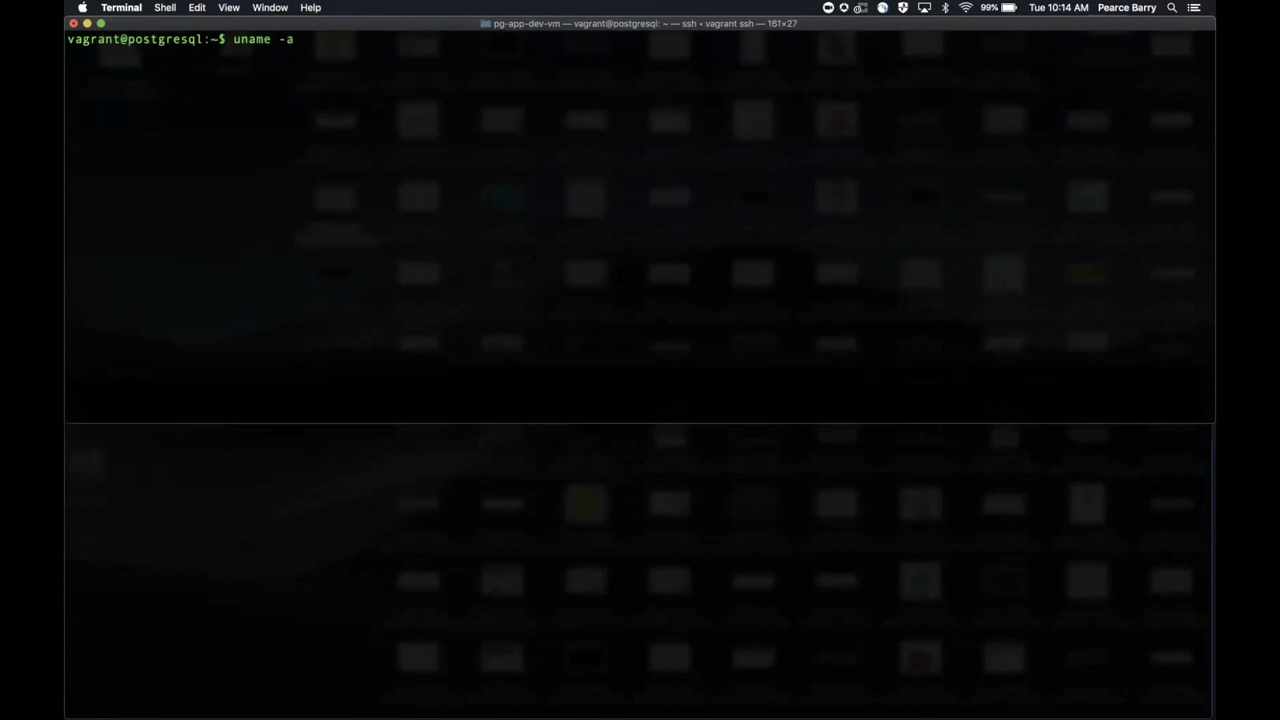 Terminal Shell Edit View Window Help 99% Tue 10:14 AM Pearce Barry
pg-app-dev-vm — vagrant@postgresql: ~ — ssh • vagrant ssh — 151×27
vagrant@postgresql:~$ uname -a